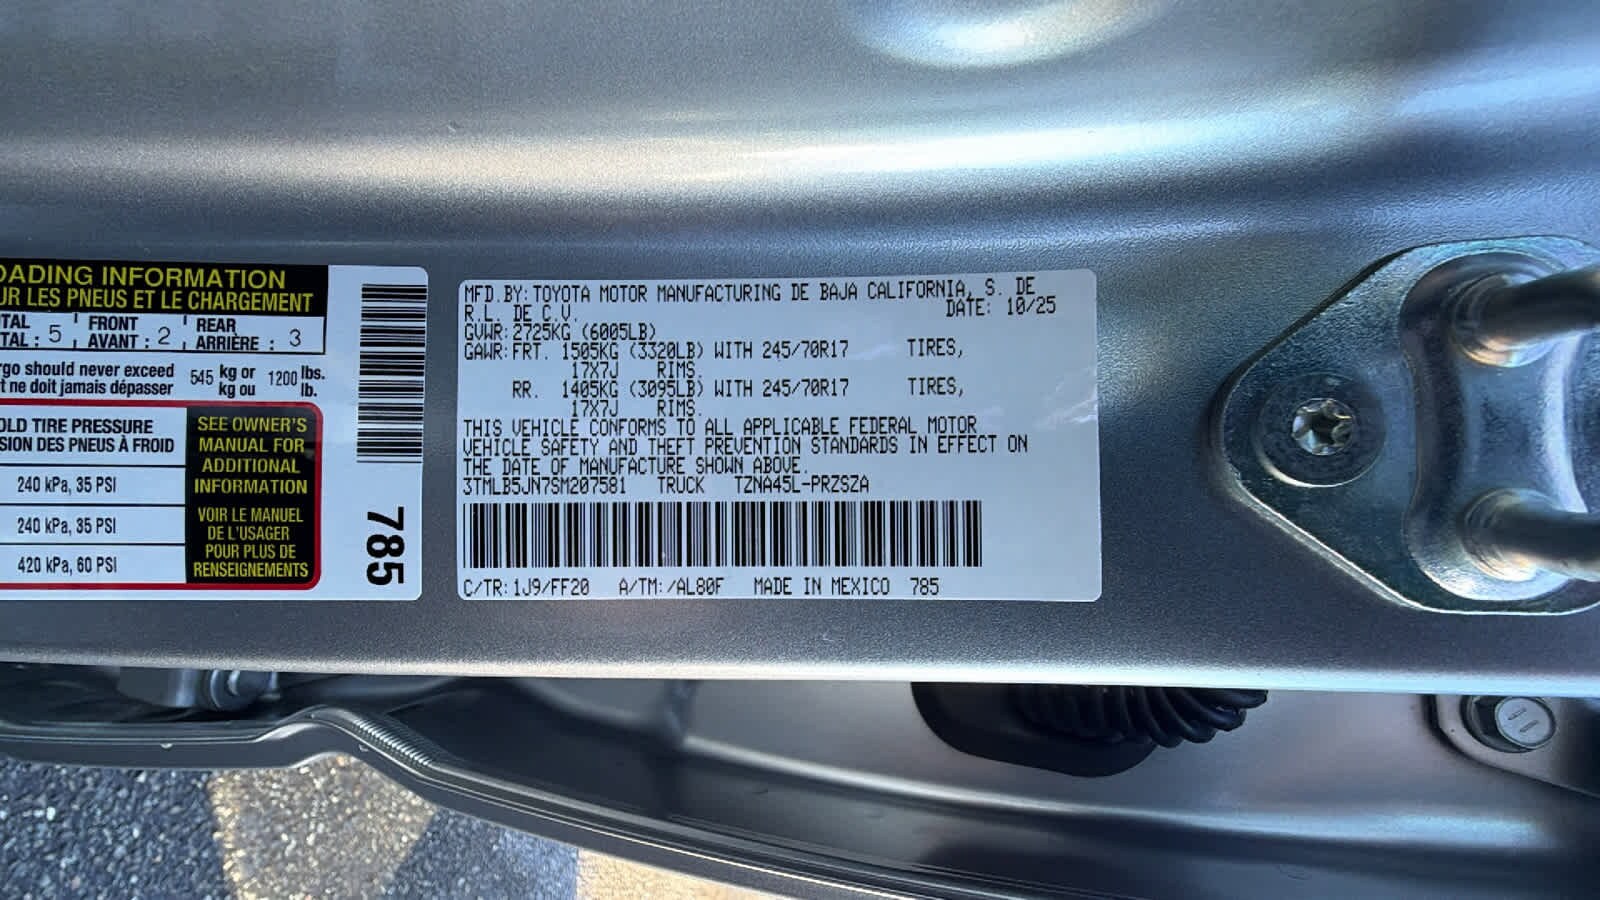 OADING INFORMATION
UR LES PNEUS ET LE CHARGEMENT
TAL FRONT REAR
TAL : 5 AVANT : 2 ARRIÈRE : 3
rgo should never exceed 545 kg or 1200 lbs.
t ne doit jamais dépasser kg ou lb.
OLD TIRE PRESSURE
SION DES PNEUS À FROID
240 kPa, 35 PSI
240 kPa, 35 PSI
420 kPa, 60 PSI
SEE OWNER'S
MANUAL FOR
ADDITIONAL
INFORMATION
VOIR LE MANUEL
DE L'USAGER
POUR PLUS DE
RENSEIGNEMENTS
785
MFD.BY:TOYOTA MOTOR MANUFACTURING DE BAJA CALIFORNIA, S. DE
R.L. DE C.V. DATE: 10/25
GVWR:2725KG (6005LB)
GAWR:FRT. 1505KG (3320LB) WITH 245/70R17 TIRES,
17X7J RIMS.
RR. 1405KG (3095LB) WITH 245/70R17 TIRES,
17X7J RIMS.
THIS VEHICLE CONFORMS TO ALL APPLICABLE FEDERAL MOTOR
VEHICLE SAFETY AND THEFT PREVENTION STANDARDS IN EFFECT ON
THE DATE OF MANUFACTURE SHOWN ABOVE.
3TMLB5JN7SM207581 TRUCK TZNA45L-PRZSZA
C/TR:1J9/FF20 A/TM:/AL80F MADE IN MEXICO 785